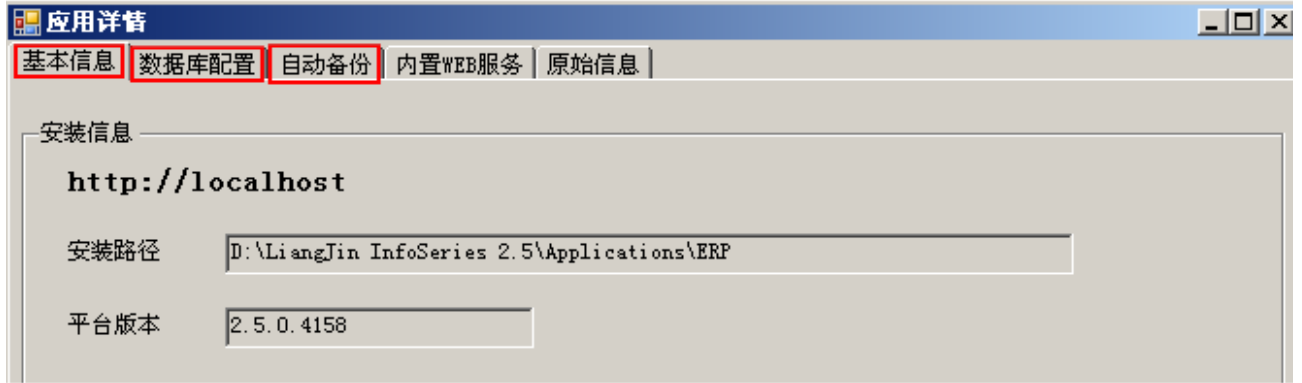 应用详情
基本信息 数据库配置 自动备份 内置WEB服务 原始信息
安装信息
http://localhost
安装路径 D:\LiangJin InfoSeries 2.5\Applications\ERP
平台版本 2.5.0.4158